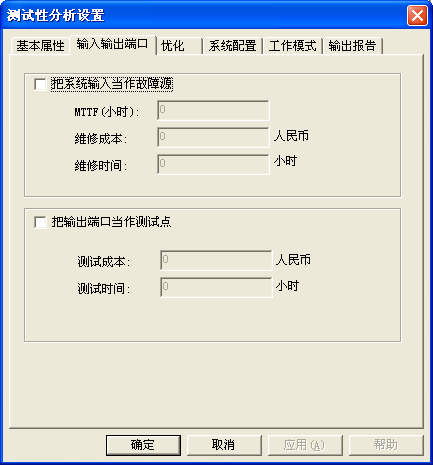 测试性分析设置
基本属性 输入输出端口 优化 系统配置 工作模式 输出报告
把系统输入当作故障源
MTTF(小时): 0
维修成本: 0 人民币
维修时间: 0 小时
把输出端口当作测试点
测试成本: 0 人民币
测试时间: 0 小时
确定 取消 应用(A) 帮助